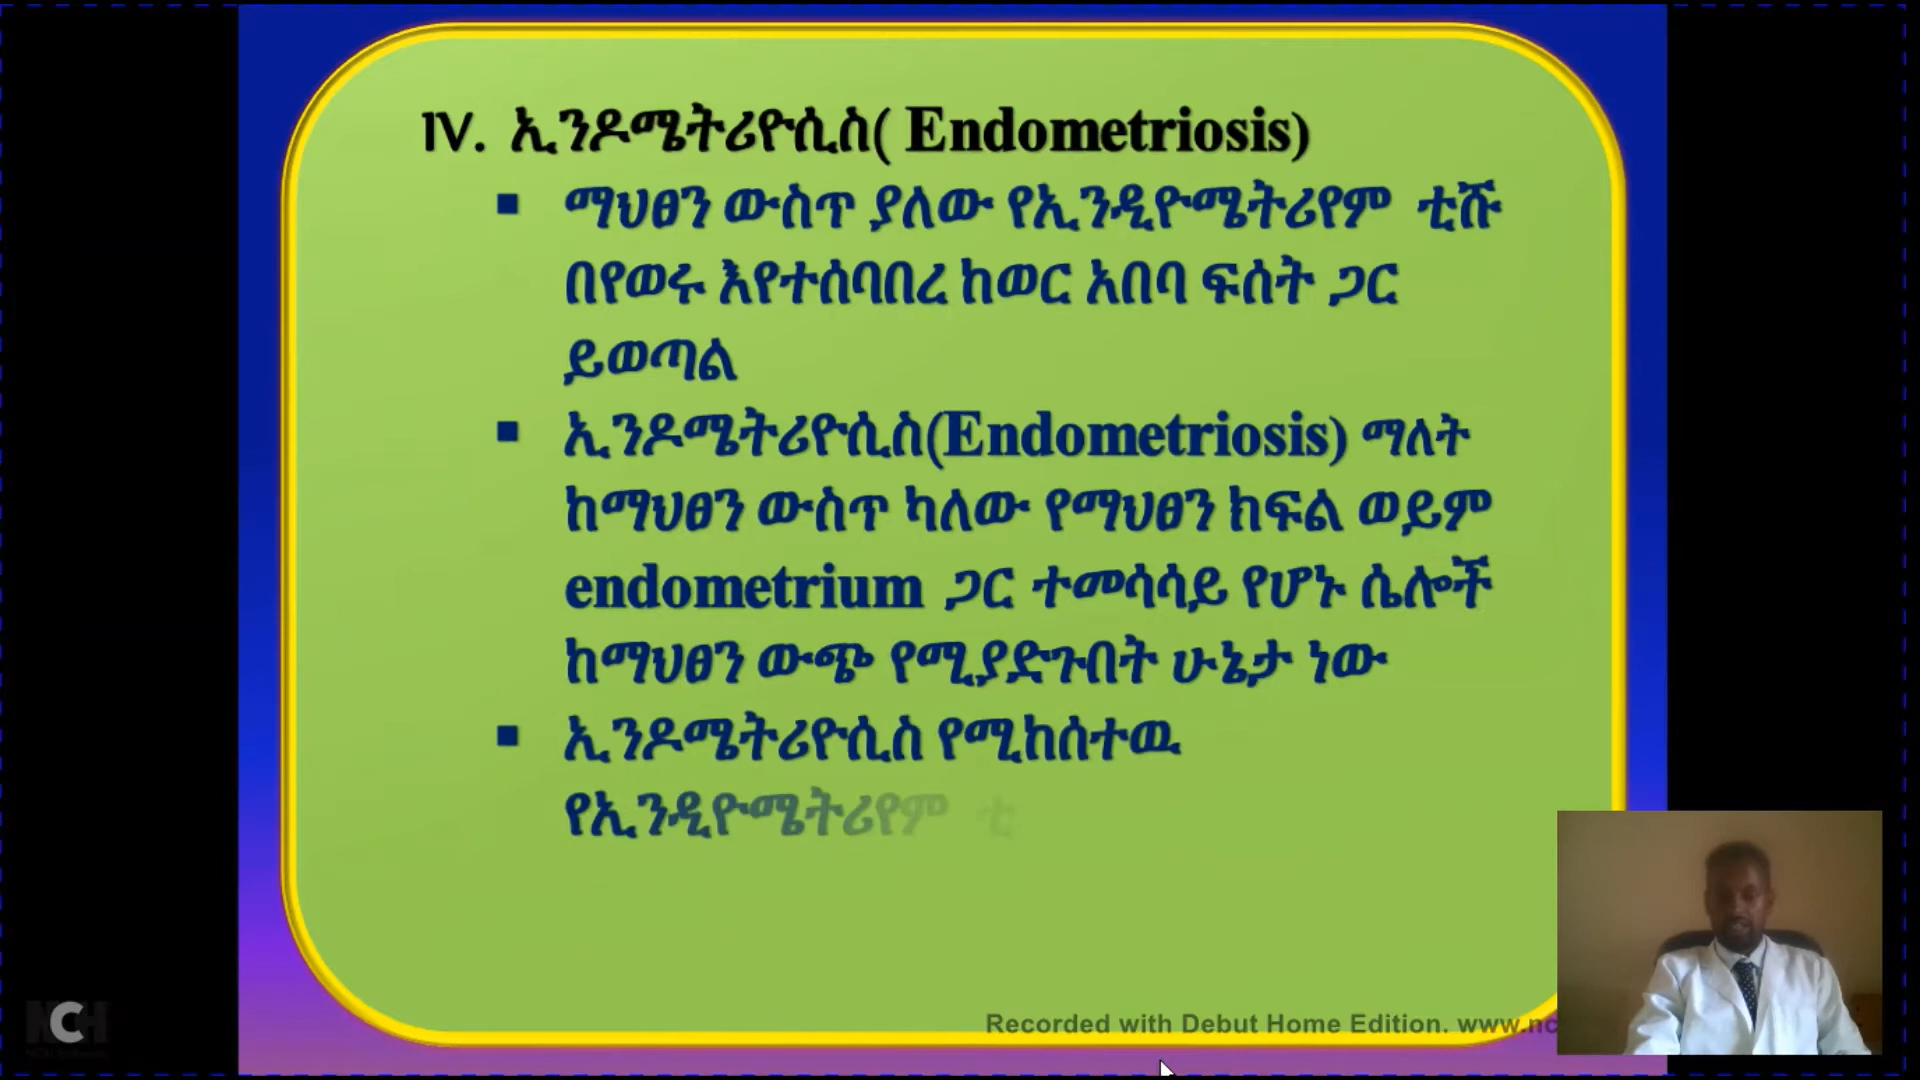 IV. ኢንዶሜትሪዮሲስ( Endometriosis)
▪ ማህፀን ውስጥ ያለው የኢንዲዮሜትሪየም ቲሹ
በየወሩ እየተሰባበረ ከወር አበባ ፍሰት ጋር
ይወጣል
▪ ኢንዶሜትሪዮሲስ(Endometriosis) ማለት
ከማህፀን ውስጥ ካለው የማህፀን ክፍል ወይም
endometrium ጋር ተመሳሳይ የሆኑ ሴሎች
ከማህፀን ውጭ የሚያድጉበት ሁኔታ ነው
▪ ኢንዶሜትሪዮሲስ የሚከሰተዉ
የኢንዲዮሜትሪየም ቲ
Recorded with Debut Home Edition. www.nc
NCH